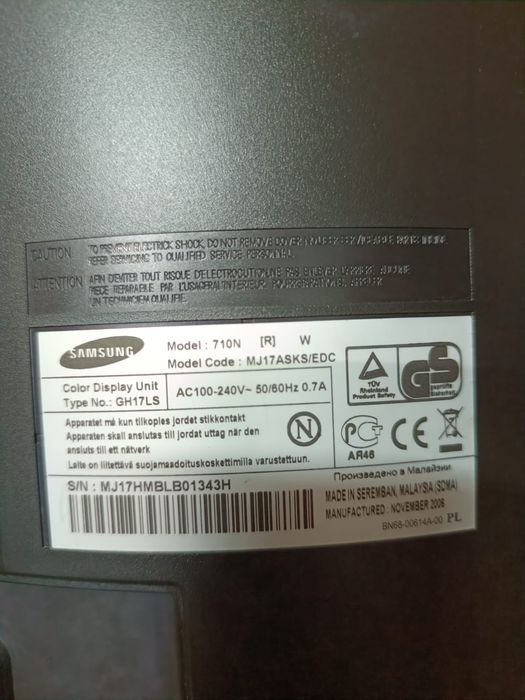 CAUTION
TO PREVENT ELECTRICK SHOCK, DO NOT REMOVE COVER
REFER SERVICING TO QUALIFIED SERVICE PERSONNEL.
ATTENTION
AFIN D'EVITER TOUT RISQUE D'ELECTROCUTION
PIECE REPARABLE PAR L'USAGER
UN TECHNICIEN QUALIFIE.
SAMSUNG
Model : 710N [R] W
Model Code : MJ17ASKS/EDC
Color Display Unit
Type No.: GH17LS
AC100-240V~ 50/60Hz 0.7A
Apparatet må kun tilkoples jordet stikkontakt
Apparaten skall anslutas till jordat uttag når den
ansluts till ett nätverk
Laite on liitettävä suojamaadoituskoskettimilla varustettuun.
N
TÜV
Rheinland
Product Safety
GS
geprüfte
Sicherheit
AЯ46
CE
S/N : MJ17HMBLB01343H
Произведено в Малайзии
MADE IN SEREMBAN, MALAYSIA (SDMA)
MANUFACTURED : NOVEMBER 2006
BN68-00614A-00 PL